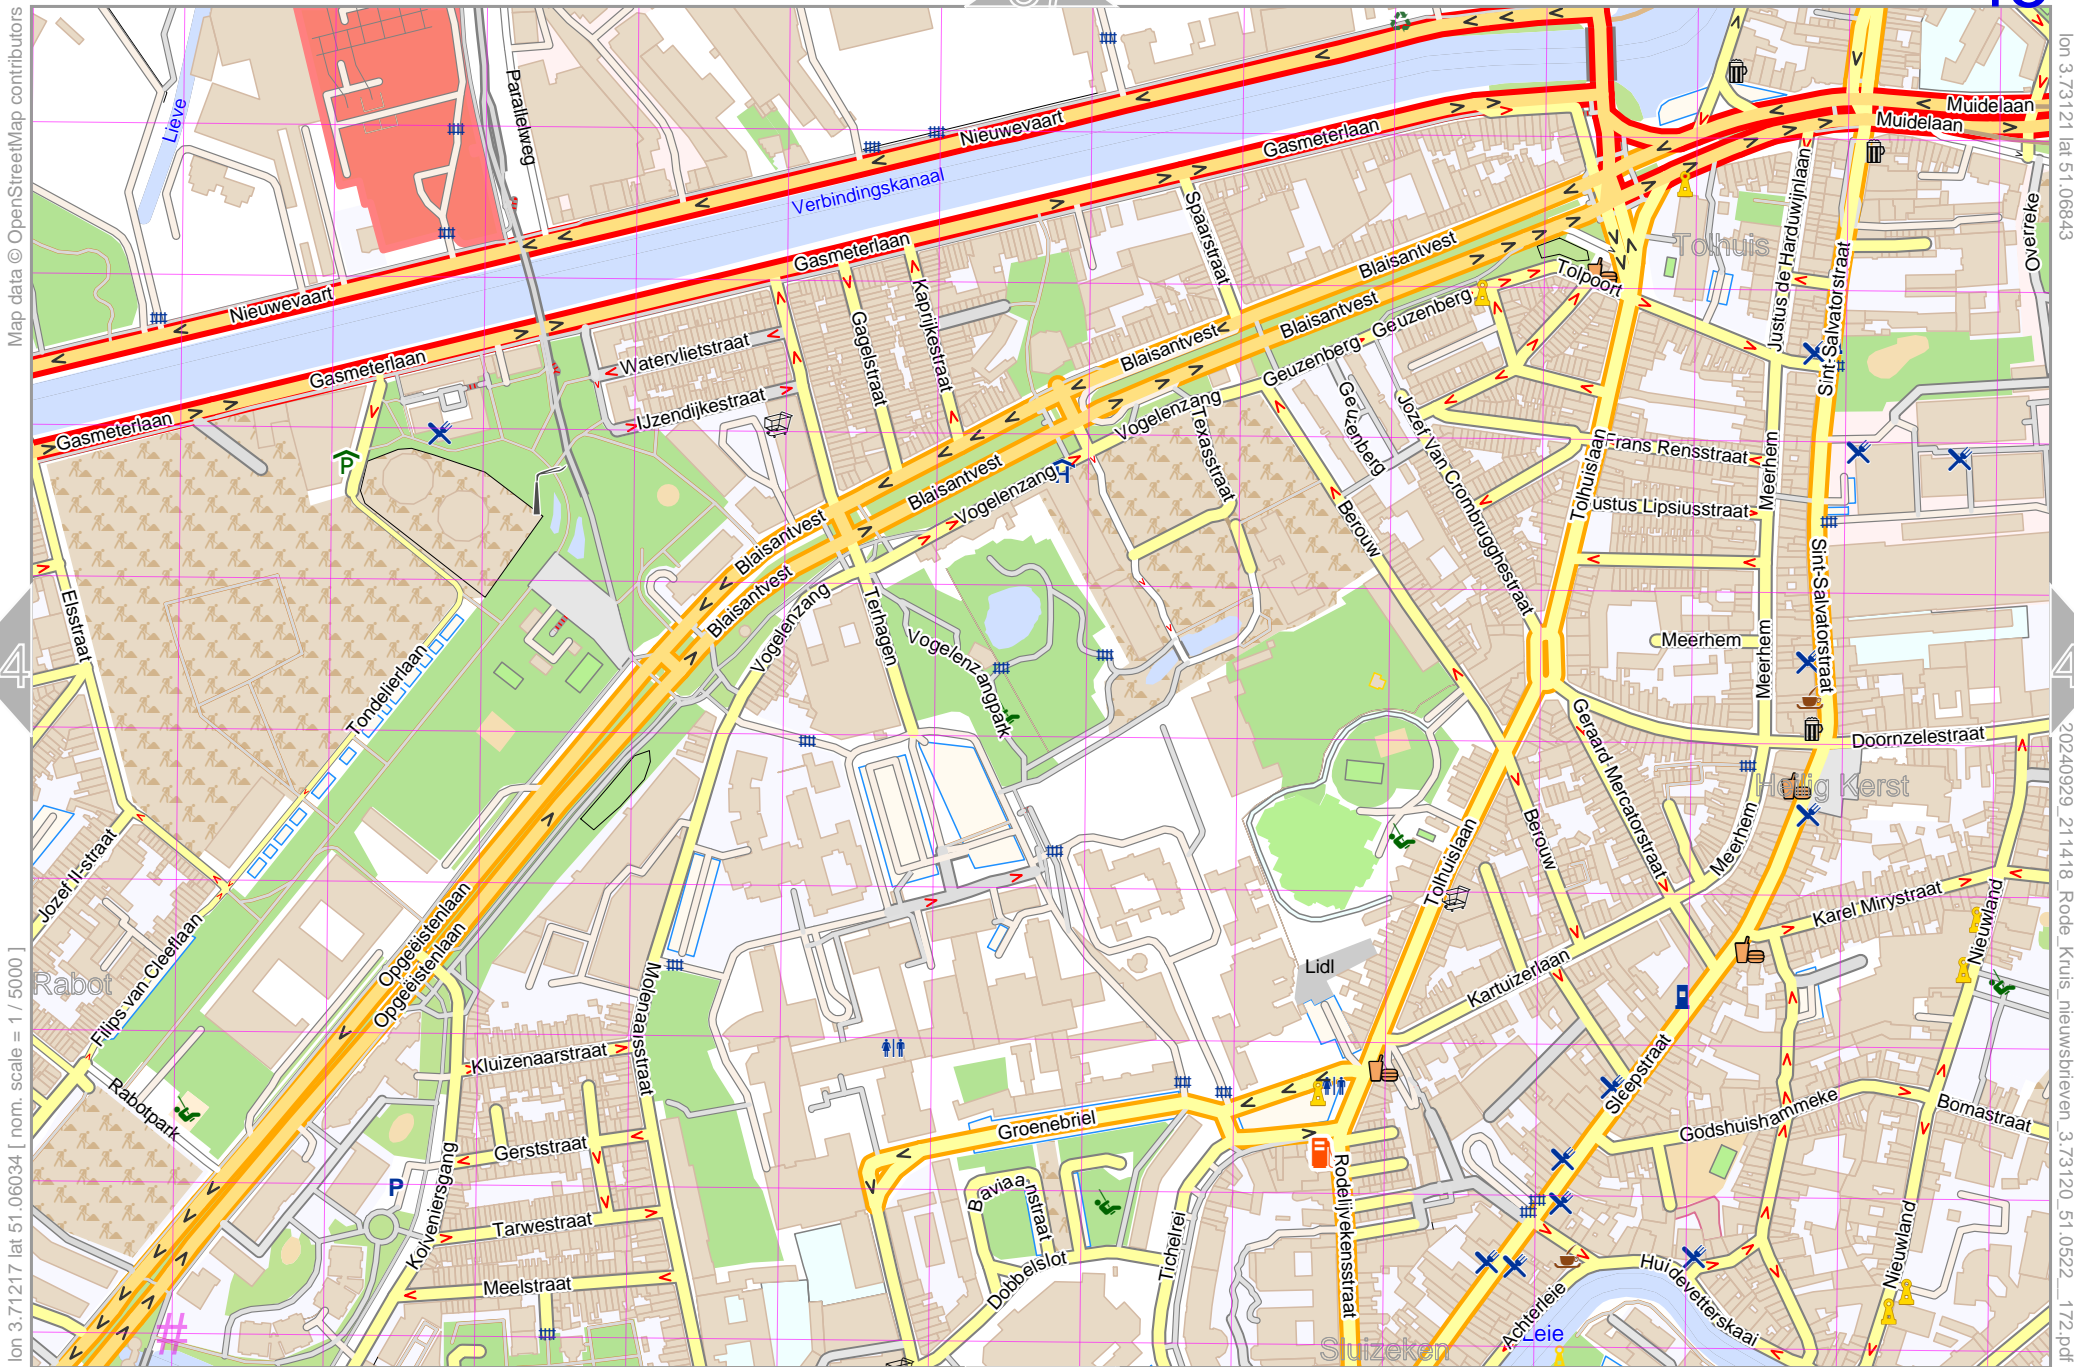 Map data © OpenStreetMap contributors
lon 3.73121 lat 51.06843
lon 3.71217 lat 51.06034 [ nom. scale = 1 / 5000 ]
20240929_211418_Rode_Kruis_nieuwsbrieven_3.73120_51.0522__172.pdf
4
4
Lieve
Parallelweg
Nieuwevaart
Muidelaan
Muidelaan
Gasmeterlaan
Verbindingskanaal
Sparrstraat
Justus de Harduwijnlaan
Overreke
Tolhuis
Gasmeterlaan
Blaisantvest
Sint-Salvatorstraat
Tolpoort
Nieuwevaart
Kaprijkestraat
Gagelstraat
Blaisantvest
Geuzenberg
Watervlietstraat
Blaisantvest
Geuzenberg
Gasmeterlaan
IJzendijkestraat
Vogelenzang
Texasstraat
Geuzenberg
Jozef van Crombrugghestraat
Gasmeterlaan
P
Frans Rensstraat
Meerhem
Tolhuislaan
Blaisantvest
Vogelenzang
Berouw
Justus Lipsiusstraat
Blaisantvest
Blaisantvest
Sint-Salvatorstraat
Elsstraat
Vogelenzang
Terhagen
Vogelenzangpark
Meerhem
Meerhem
Tondelierlaan
Geraard Mercatorstraat
Doornzelestraat
Heilig Kerst
Jozef II-straat
Tolhuislaan
Berouw
Meerhem
Karel Mirystraat
Nieuwland
Opgeëistenlaan
Opgeëistenlaan
Rabot
Filips van Cleeflaan
Molenaarsstraat
Lidl
Kartuizerlaan
Kluizenaarstraat
Sleepstraat
Rabotpark
Groenebriel
Godshuishammeke
Bomastraat
Gerststraat
P
Koiveniersgang
Baviaanstraat
Rodelijvekensstraat
Tarwestraat
Tichelrei
Nieuwland
Meelstraat
Dobbelslot
Huidevetterskaai
Achterleie
Leie
Sluizeken
#